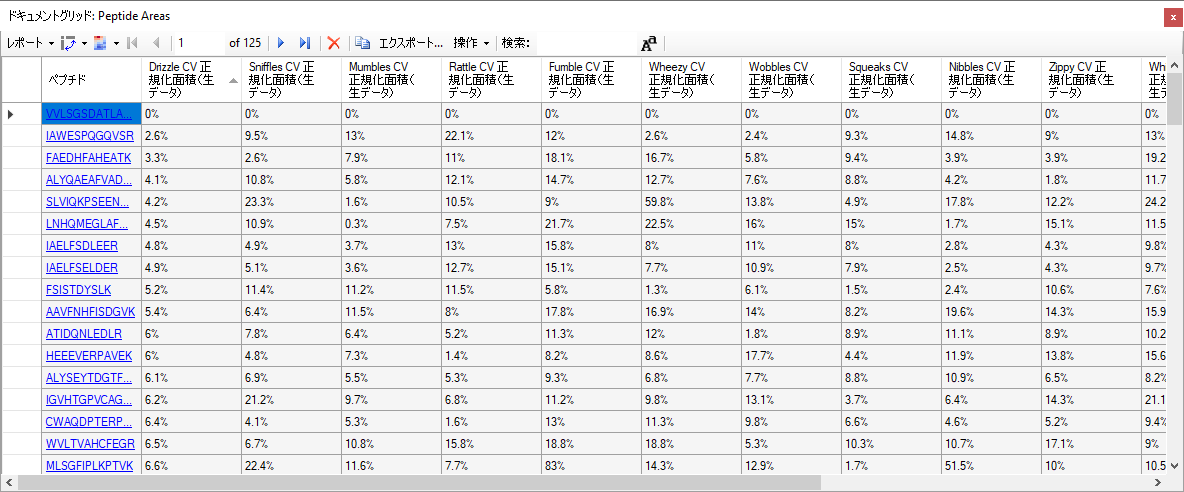 ドキュメントグリッド: Peptide Areas
レポート 1 of 125 エクスポート... 操作 検索:
ペプチド Drizzle CV 正規化面積(生データ) Sniffles CV 正規化面積(生データ) Mumbles CV 正規化面積(生データ) Rattle CV 正規化面積(生データ) Fumble CV 正規化面積(生データ) Wheezy CV 正規化面積(生データ) Wobbles CV 正規化面積(生データ) Squeaks CV 正規化面積(生データ) Nibbles CV 正規化面積(生データ) Zippy CV 正規化面積(生データ) Wh 正規 生デ
VVLSGSDATLA... 0% 0% 0% 0% 0% 0% 0% 0% 0% 0% 0%
IAWESPQGQVSR 2.6% 9.5% 13% 22.1% 12% 2.6% 2.4% 9.3% 14.8% 9% 13%
FAEDHFAHEATK 3.3% 2.6% 7.9% 11% 18.1% 16.7% 5.8% 9.4% 3.9% 3.9% 19.2
ALYQAEAFVAD... 4.1% 10.8% 5.8% 12.1% 14.7% 12.7% 7.6% 8.8% 4.2% 1.8% 11.7
SLVIQKPSEEN... 4.2% 23.3% 1.6% 10.5% 9% 59.8% 13.8% 4.9% 17.8% 12.2% 24.2
LNHQMEGLAF... 4.5% 10.9% 0.3% 7.5% 21.7% 22.5% 16% 15% 1.7% 15.1% 11.5
IAELFSDLEER 4.8% 4.9% 3.7% 13% 15.8% 8% 11% 8% 2.8% 4.3% 9.8%
IAELFSELDER 4.9% 5.1% 3.6% 12.7% 15.1% 7.7% 10.9% 7.9% 2.5% 4.3% 9.7%
FSISTDYSLK 5.2% 11.4% 11.2% 11.5% 5.8% 1.3% 6.1% 1.5% 2.4% 10.6% 7.6%
AAVFNHFISDGVK 5.4% 6.4% 11.5% 8% 17.8% 16.9% 14% 8.2% 19.6% 14.3% 15.9
ATIDQNLEDLR 6% 7.8% 6.4% 5.2% 11.3% 12% 1.8% 8.9% 11.1% 8.9% 10.2
HEEEVERPAVEK 6% 4.8% 7.3% 1.4% 8.2% 8.6% 17.7% 4.4% 11.9% 13.8% 15.6
ALYSEYTDGTF... 6.1% 6.9% 5.5% 5.3% 9.3% 6.8% 7.7% 8.8% 10.9% 6.5% 8.2%
IGVHTGPVCAG... 6.2% 21.2% 9.7% 6.8% 11.2% 9.8% 13.1% 3.7% 6.4% 14.3% 21.1
CWAQDPTERP... 6.4% 4.1% 5.3% 1.6% 13% 11.3% 9.8% 6.6% 4.6% 5.2% 9.4%
WVLTVAHCFEGR 6.5% 6.7% 10.8% 15.8% 18.8% 18.8% 5.3% 10.3% 10.7% 17.1% 9%
MLSGFIPLKPTVK 6.6% 22.4% 11.6% 7.7% 83% 14.3% 12.9% 1.7% 51.5% 10% 10.5